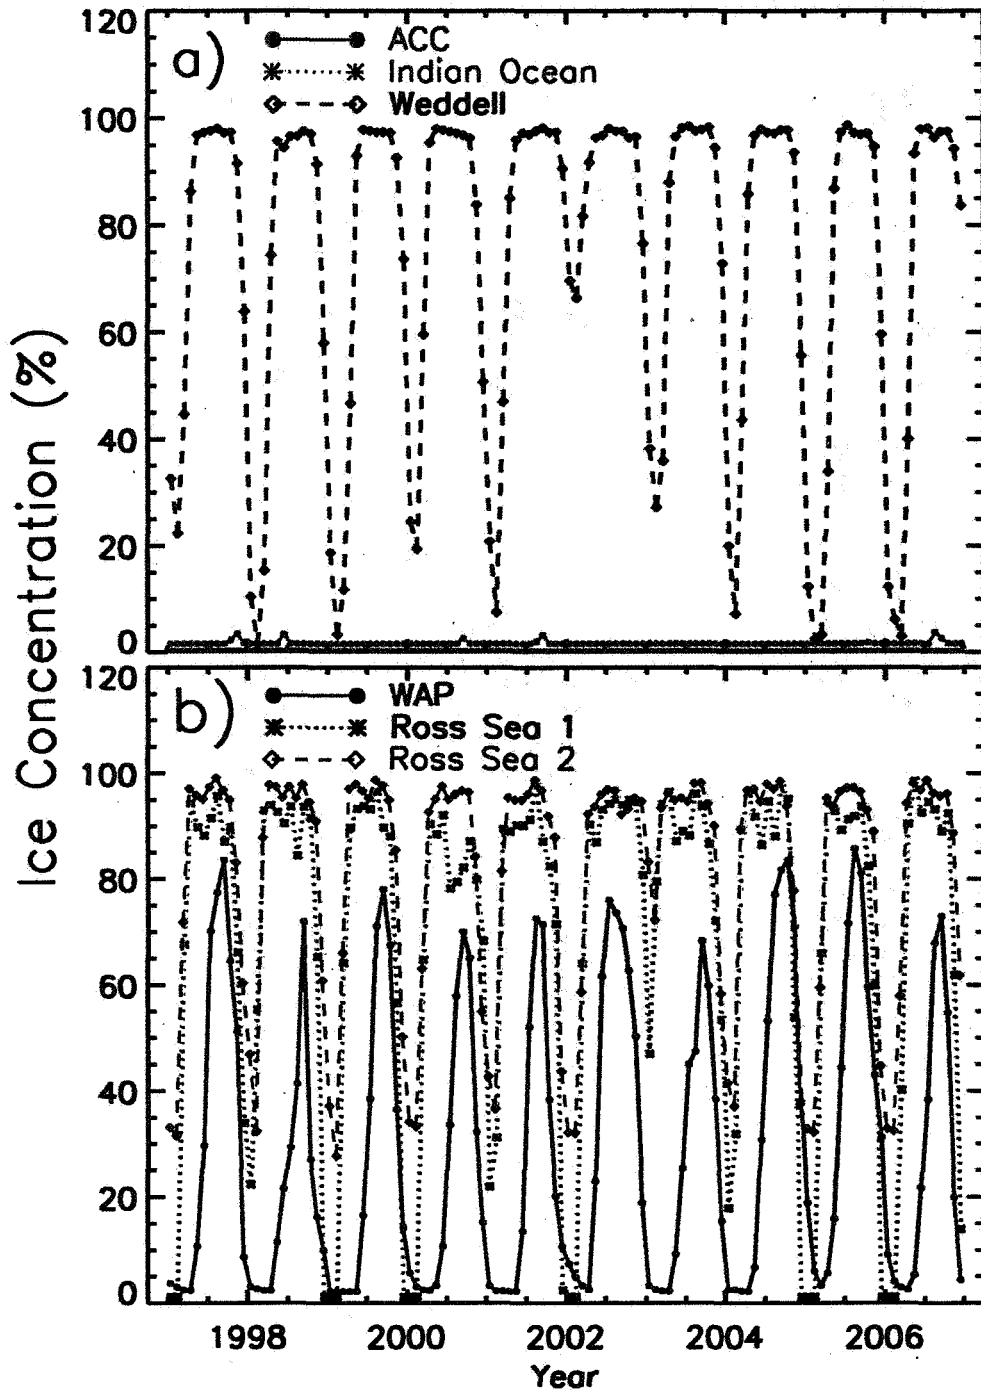 120
a)
ACC
Indian Ocean
Weddell
100
80
60
40
20
0
Ice Concentration (%)
120
b)
WAP
Ross Sea 1
Ross Sea 2
100
80
60
40
20
0
1998 2000 2002 2004 2006
Year